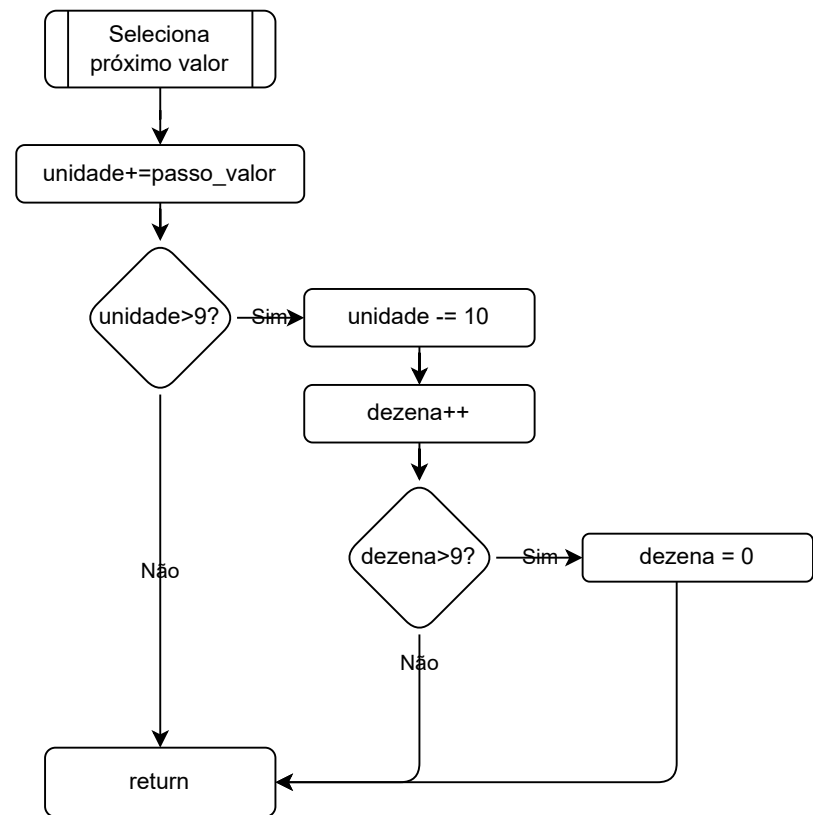 Seleciona
próximo valor
unidade+=passo_valor
unidade>9?
Sim
unidade -= 10
dezena++
dezena>9?
Sim
dezena = 0
Não
Não
return